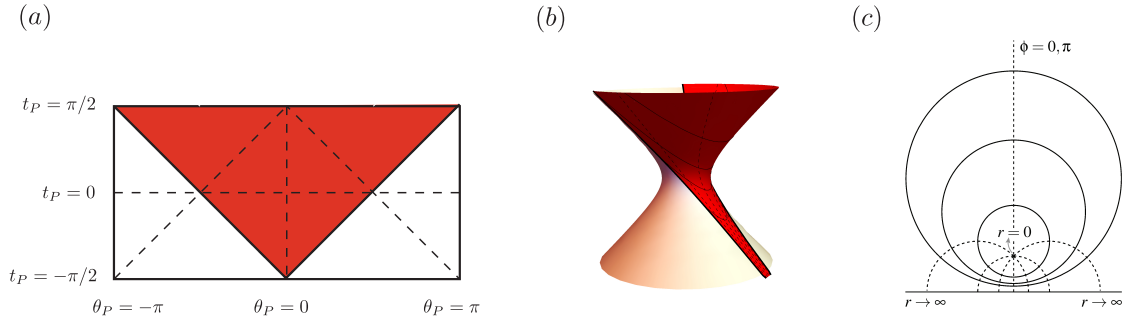 (a)
t_P = π/2
t_P = 0
t_P = −π/2
θ_P = −π
θ_P = 0
θ_P = π
(b)
(c)
ϕ = 0, π
r = 0
r → ∞
r → ∞